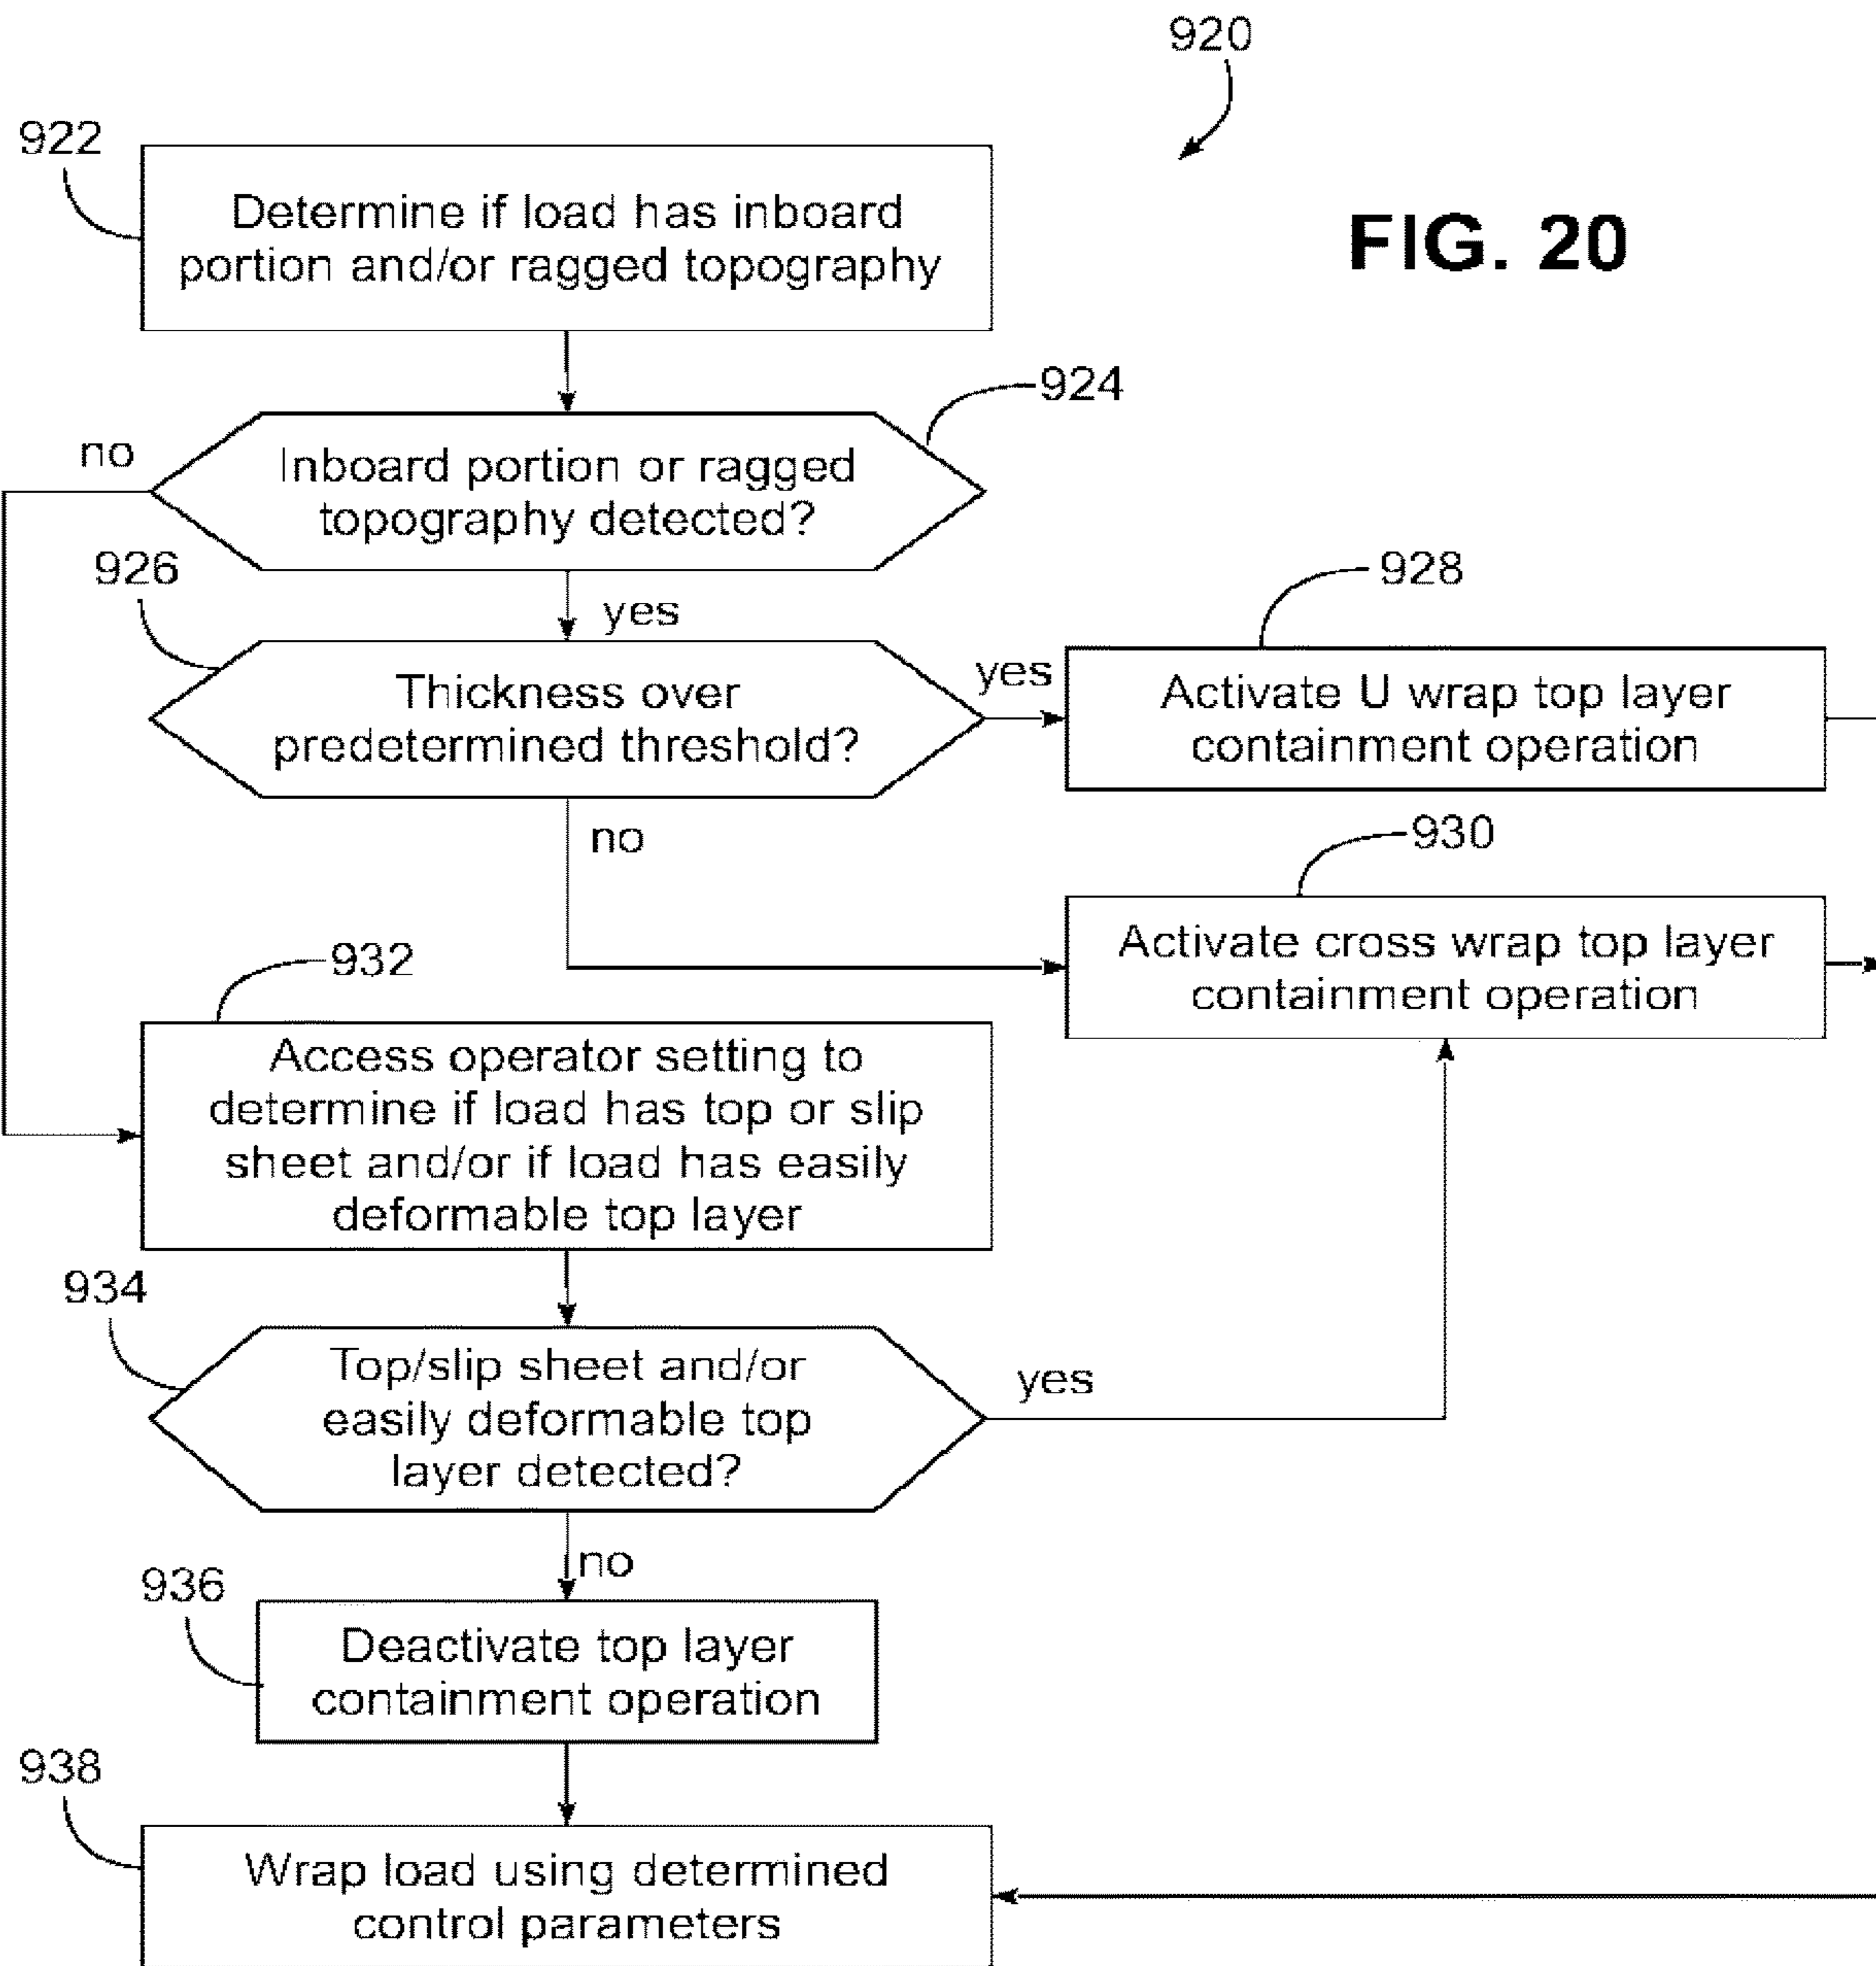 920
FIG. 20
922
Determine if load has inboard
portion and/or ragged topography
924
no
Inboard portion or ragged
topography detected?
926
yes
928
Thickness over
predetermined threshold?
yes
Activate U wrap top layer
containment operation
no
930
Activate cross wrap top layer
containment operation
932
Access operator setting to
determine if load has top or slip
sheet and/or if load has easily
deformable top layer
934
Top/slip sheet and/or
easily deformable top
layer detected?
yes
no
936
Deactivate top layer
containment operation
938
Wrap load using determined
control parameters